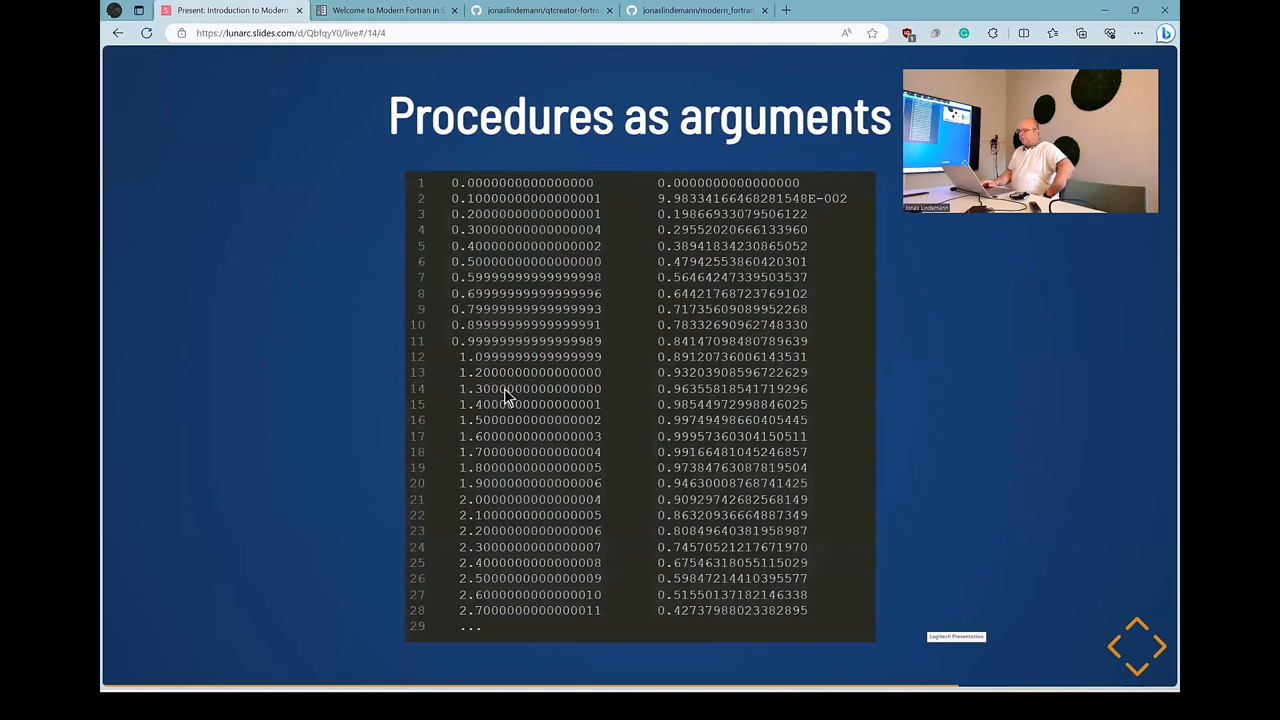 Present: Introduction to Modern
Welcome to Modern Fortran in S
jonaslindemann/qtcreator-fortra
jonaslindemann/modern_fortran
https://lunarc.slides.com/d/QbfqyY0/live#/14/4
Procedures as arguments
Jonas Lindemann
1 0.0000000000000000 0.0000000000000000
2 0.10000000000000001 9.98334166468281548E-002
3 0.20000000000000001 0.19866933079506122
4 0.30000000000000004 0.29552020666133960
5 0.40000000000000002 0.38941834230865052
6 0.50000000000000000 0.47942553860420301
7 0.59999999999999998 0.56464247339503537
8 0.69999999999999996 0.64421768723769102
9 0.79999999999999993 0.71735609089952268
10 0.89999999999999991 0.78332690962748330
11 0.99999999999999989 0.84147098480789639
12 1.0999999999999999 0.89120736006143531
13 1.2000000000000000 0.93203908596722629
14 1.3000000000000000 0.96355818541719296
15 1.4000000000000001 0.98544972998846025
16 1.5000000000000002 0.99749498660405445
17 1.6000000000000003 0.99957360304150511
18 1.7000000000000004 0.99166481045246857
19 1.8000000000000005 0.97384763087819504
20 1.9000000000000006 0.94630008768741425
21 2.0000000000000004 0.90929742682568149
22 2.1000000000000005 0.86320936664887349
23 2.2000000000000006 0.80849640381958987
24 2.3000000000000007 0.74570521217671970
25 2.4000000000000008 0.67546318055115029
26 2.5000000000000009 0.59847214410395577
27 2.6000000000000010 0.51550137182146338
28 2.7000000000000011 0.42737988023382895
29 ...
Logitech Presentation